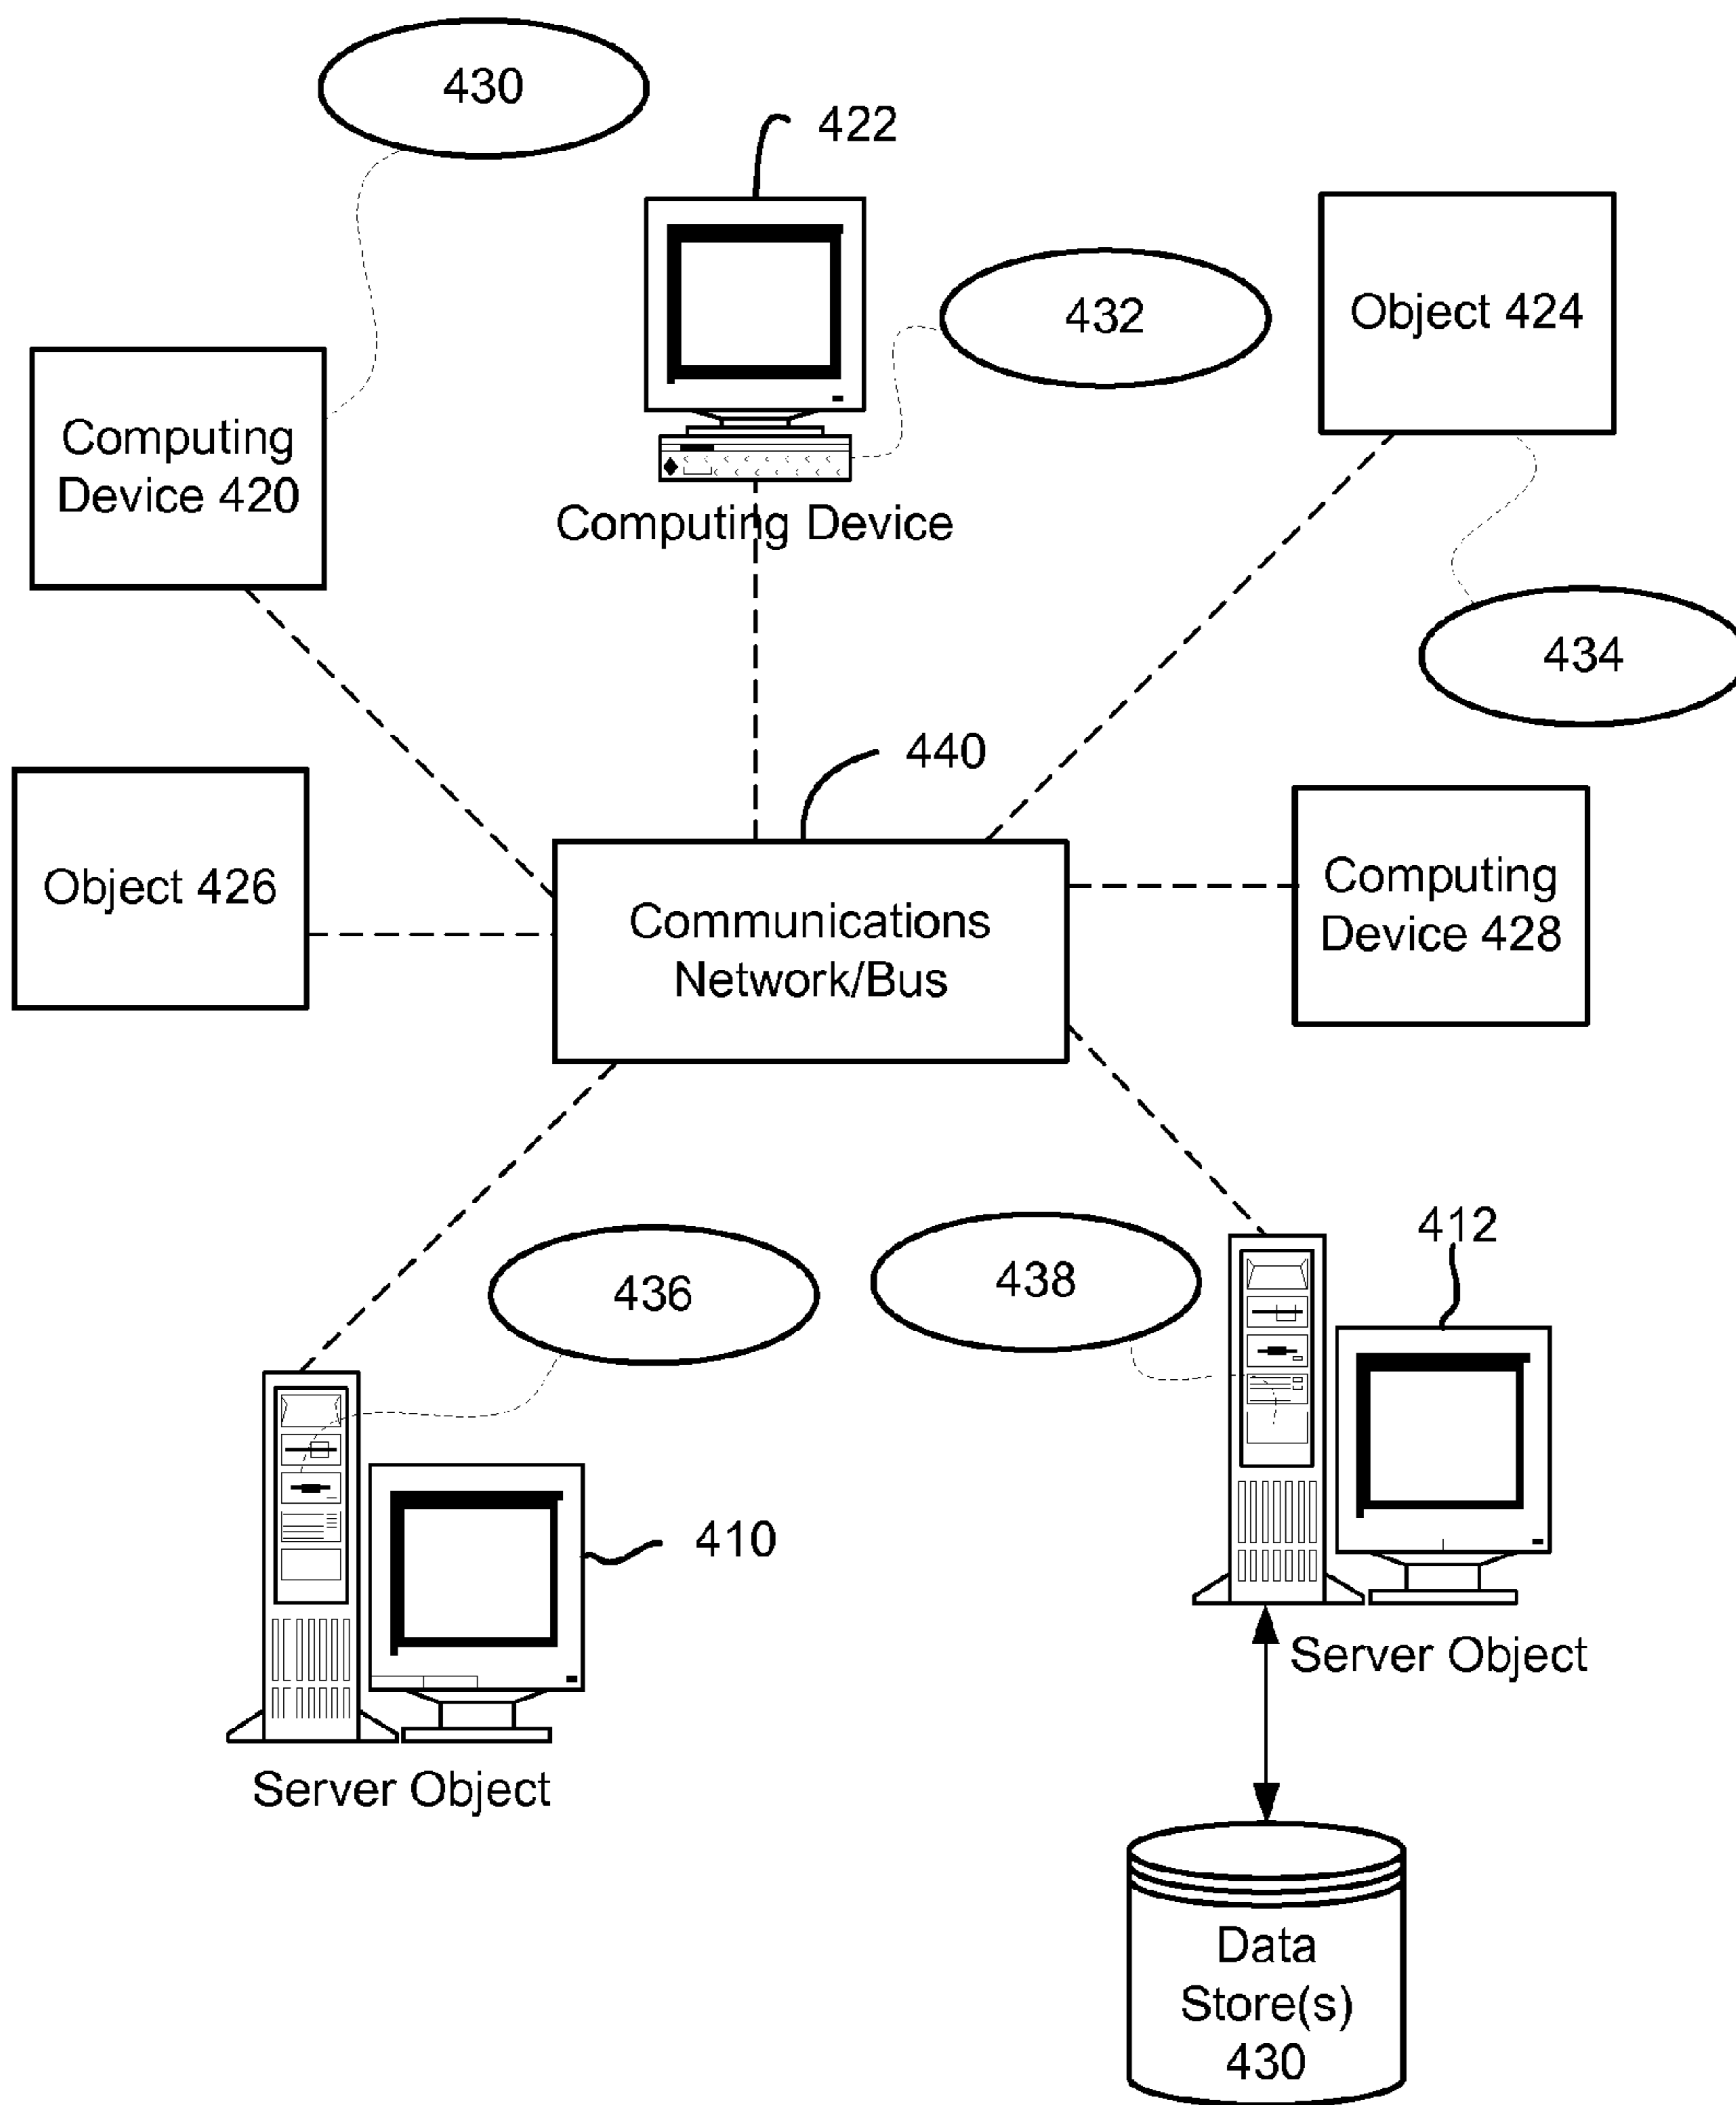 430
422
432
Object 424
Computing
Device 420
Computing Device
434
440
Object 426
Communications
Network/Bus
Computing
Device 428
436
438
412
410
Server Object
Server Object
Data
Store(s)
430